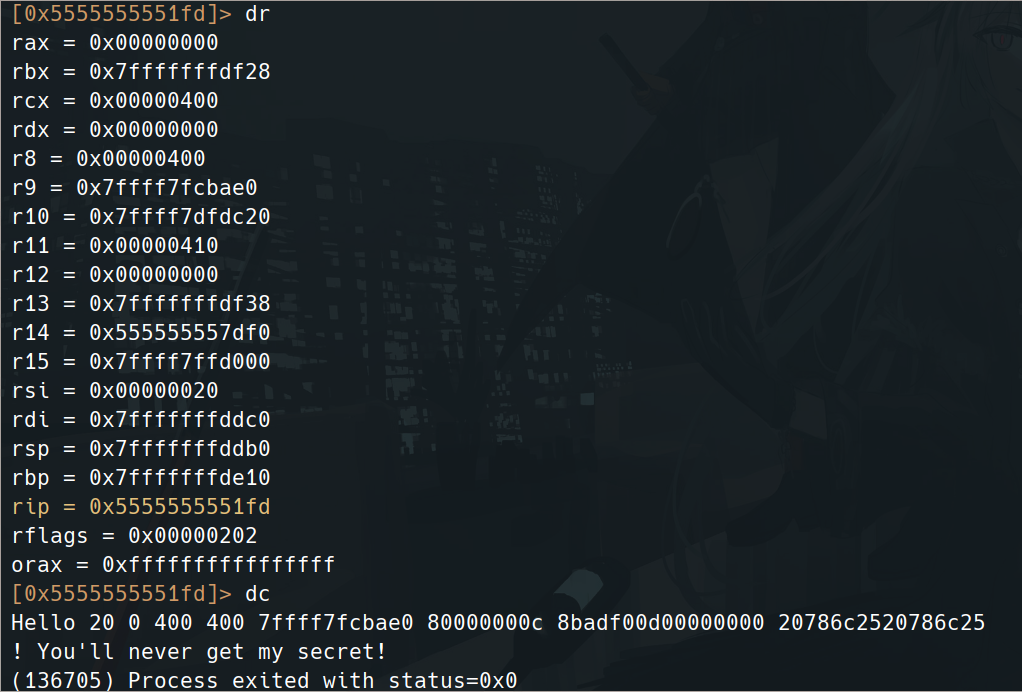 [0x5555555551fd]> dr
rax = 0x00000000
rbx = 0x7fffffffdf28
rcx = 0x00000400
rdx = 0x00000000
r8 = 0x00000400
r9 = 0x7ffff7fcbae0
r10 = 0x7ffff7dfdc20
r11 = 0x00000410
r12 = 0x00000000
r13 = 0x7fffffffdf38
r14 = 0x555555557df0
r15 = 0x7ffff7ffd000
rsi = 0x00000020
rdi = 0x7fffffffddc0
rsp = 0x7fffffffddb0
rbp = 0x7fffffffde10
rip = 0x5555555551fd
rflags = 0x00000202
orax = 0xffffffffffffffff
[0x5555555551fd]> dc
Hello 20 0 400 400 7ffff7fcbae0 80000000c 8badf00d00000000 20786c2520786c25
! You'll never get my secret!
(136705) Process exited with status=0x0